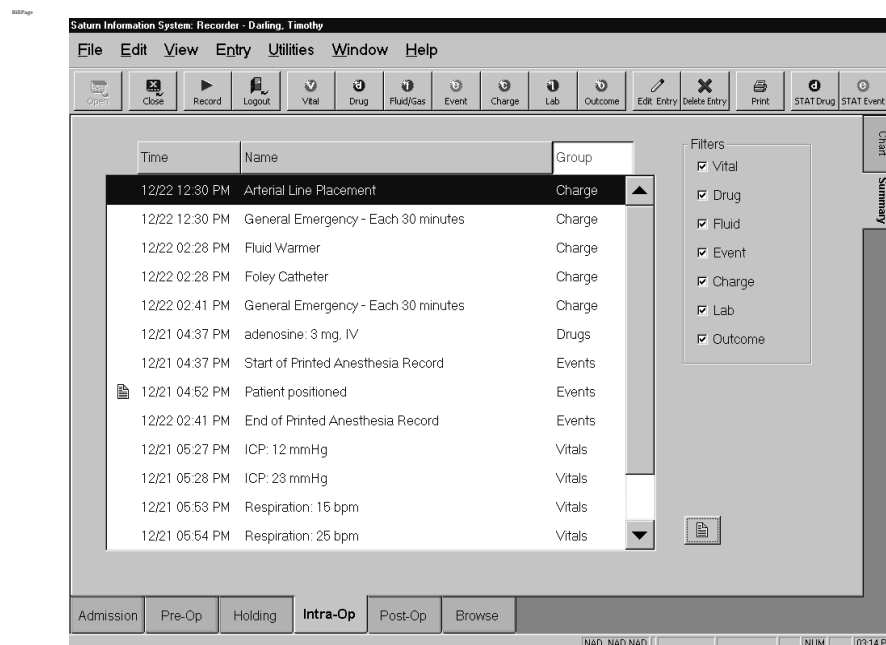 BillPage
Saturn Information System: Recorder - Darling, Timothy
File Edit View Entry Utilities Window Help
Open Close Record Logout Vital Drug Fluid/Gas Event Charge Lab Outcome Edit Entry Delete Entry Print STAT Drug STAT Event
Time Name Group
12/22 12:30 PM Arterial Line Placement Charge
12/22 12:30 PM General Emergency - Each 30 minutes Charge
12/22 02:28 PM Fluid Warmer Charge
12/22 02:28 PM Foley Catheter Charge
12/22 02:41 PM General Emergency - Each 30 minutes Charge
12/21 04:37 PM adenosine: 3 mg, IV Drugs
12/21 04:37 PM Start of Printed Anesthesia Record Events
12/21 04:52 PM Patient positioned Events
12/22 02:41 PM End of Printed Anesthesia Record Events
12/21 05:27 PM ICP: 12 mmHg Vitals
12/21 05:28 PM ICP: 23 mmHg Vitals
12/21 05:53 PM Respiration: 15 bpm Vitals
12/21 05:54 PM Respiration: 25 bpm Vitals
Filters
Vital
Drug
Fluid
Event
Charge
Lab
Outcome
Chart
Summary
Admission Pre-Op Holding Intra-Op Post-Op Browse
NAD, NAD NAD NUM 03:14 P